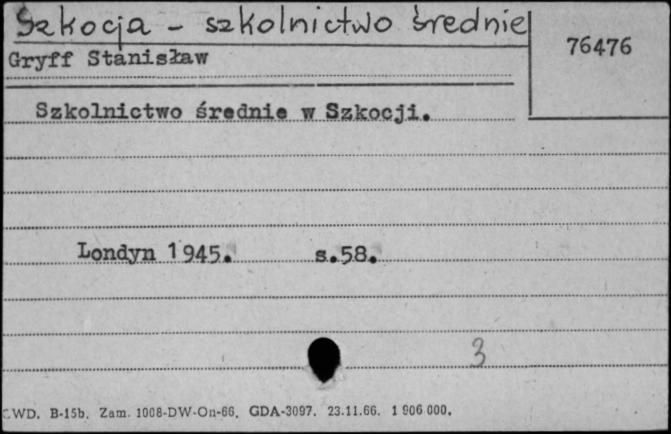 Szkocja - szkolnictwo średnie
76476
Gryff Stanisław
Szkolnictwo średnie w Szkocji.
Londyn 1945. s.58.
3
CWD. B-15b. Zam. 1008-DW-On-66. GDA-3097. 23.11.66. 1 906 000.